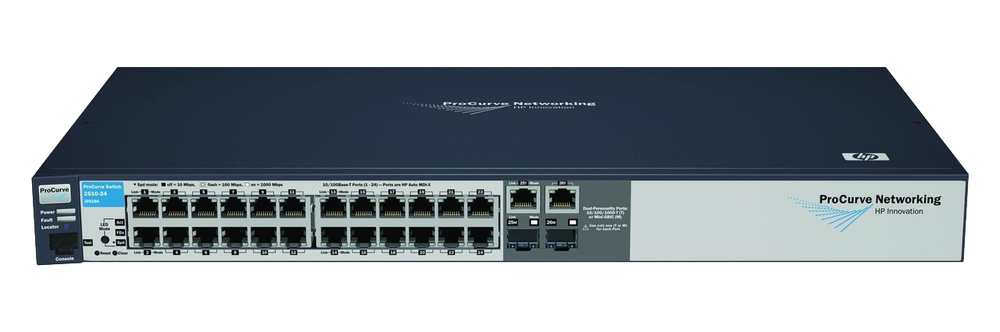 ProCurve Networking
HP Innovation
hp
ProCurve
ProCurve Switch
2510-24
J9019A
Power
Fault
Locator
Console
LED
Mode
Act
FDx
Spd
Test
Reset
Clear
* Spd mode: off = 10 Mbps, flash = 100 Mbps, on = 1000 Mbps
10/100Base-T Ports (1 - 24) — Ports are HP Auto MDI-X
Link 1 Mode 3 5 7 9 11
Link 13 Mode 15 17 19 21 23
Link 2 Mode 4 6 8 10 12
Link 14 Mode 16 18 20 22 24
Link 25T Mode 26T
Link Mode
25M 26M
Dual-Personality Ports:
10/100/1000-T (T)
or Mini-GBIC (M)
Use only one (T or M)
for each Port
ProCurve Networking
HP Innovation